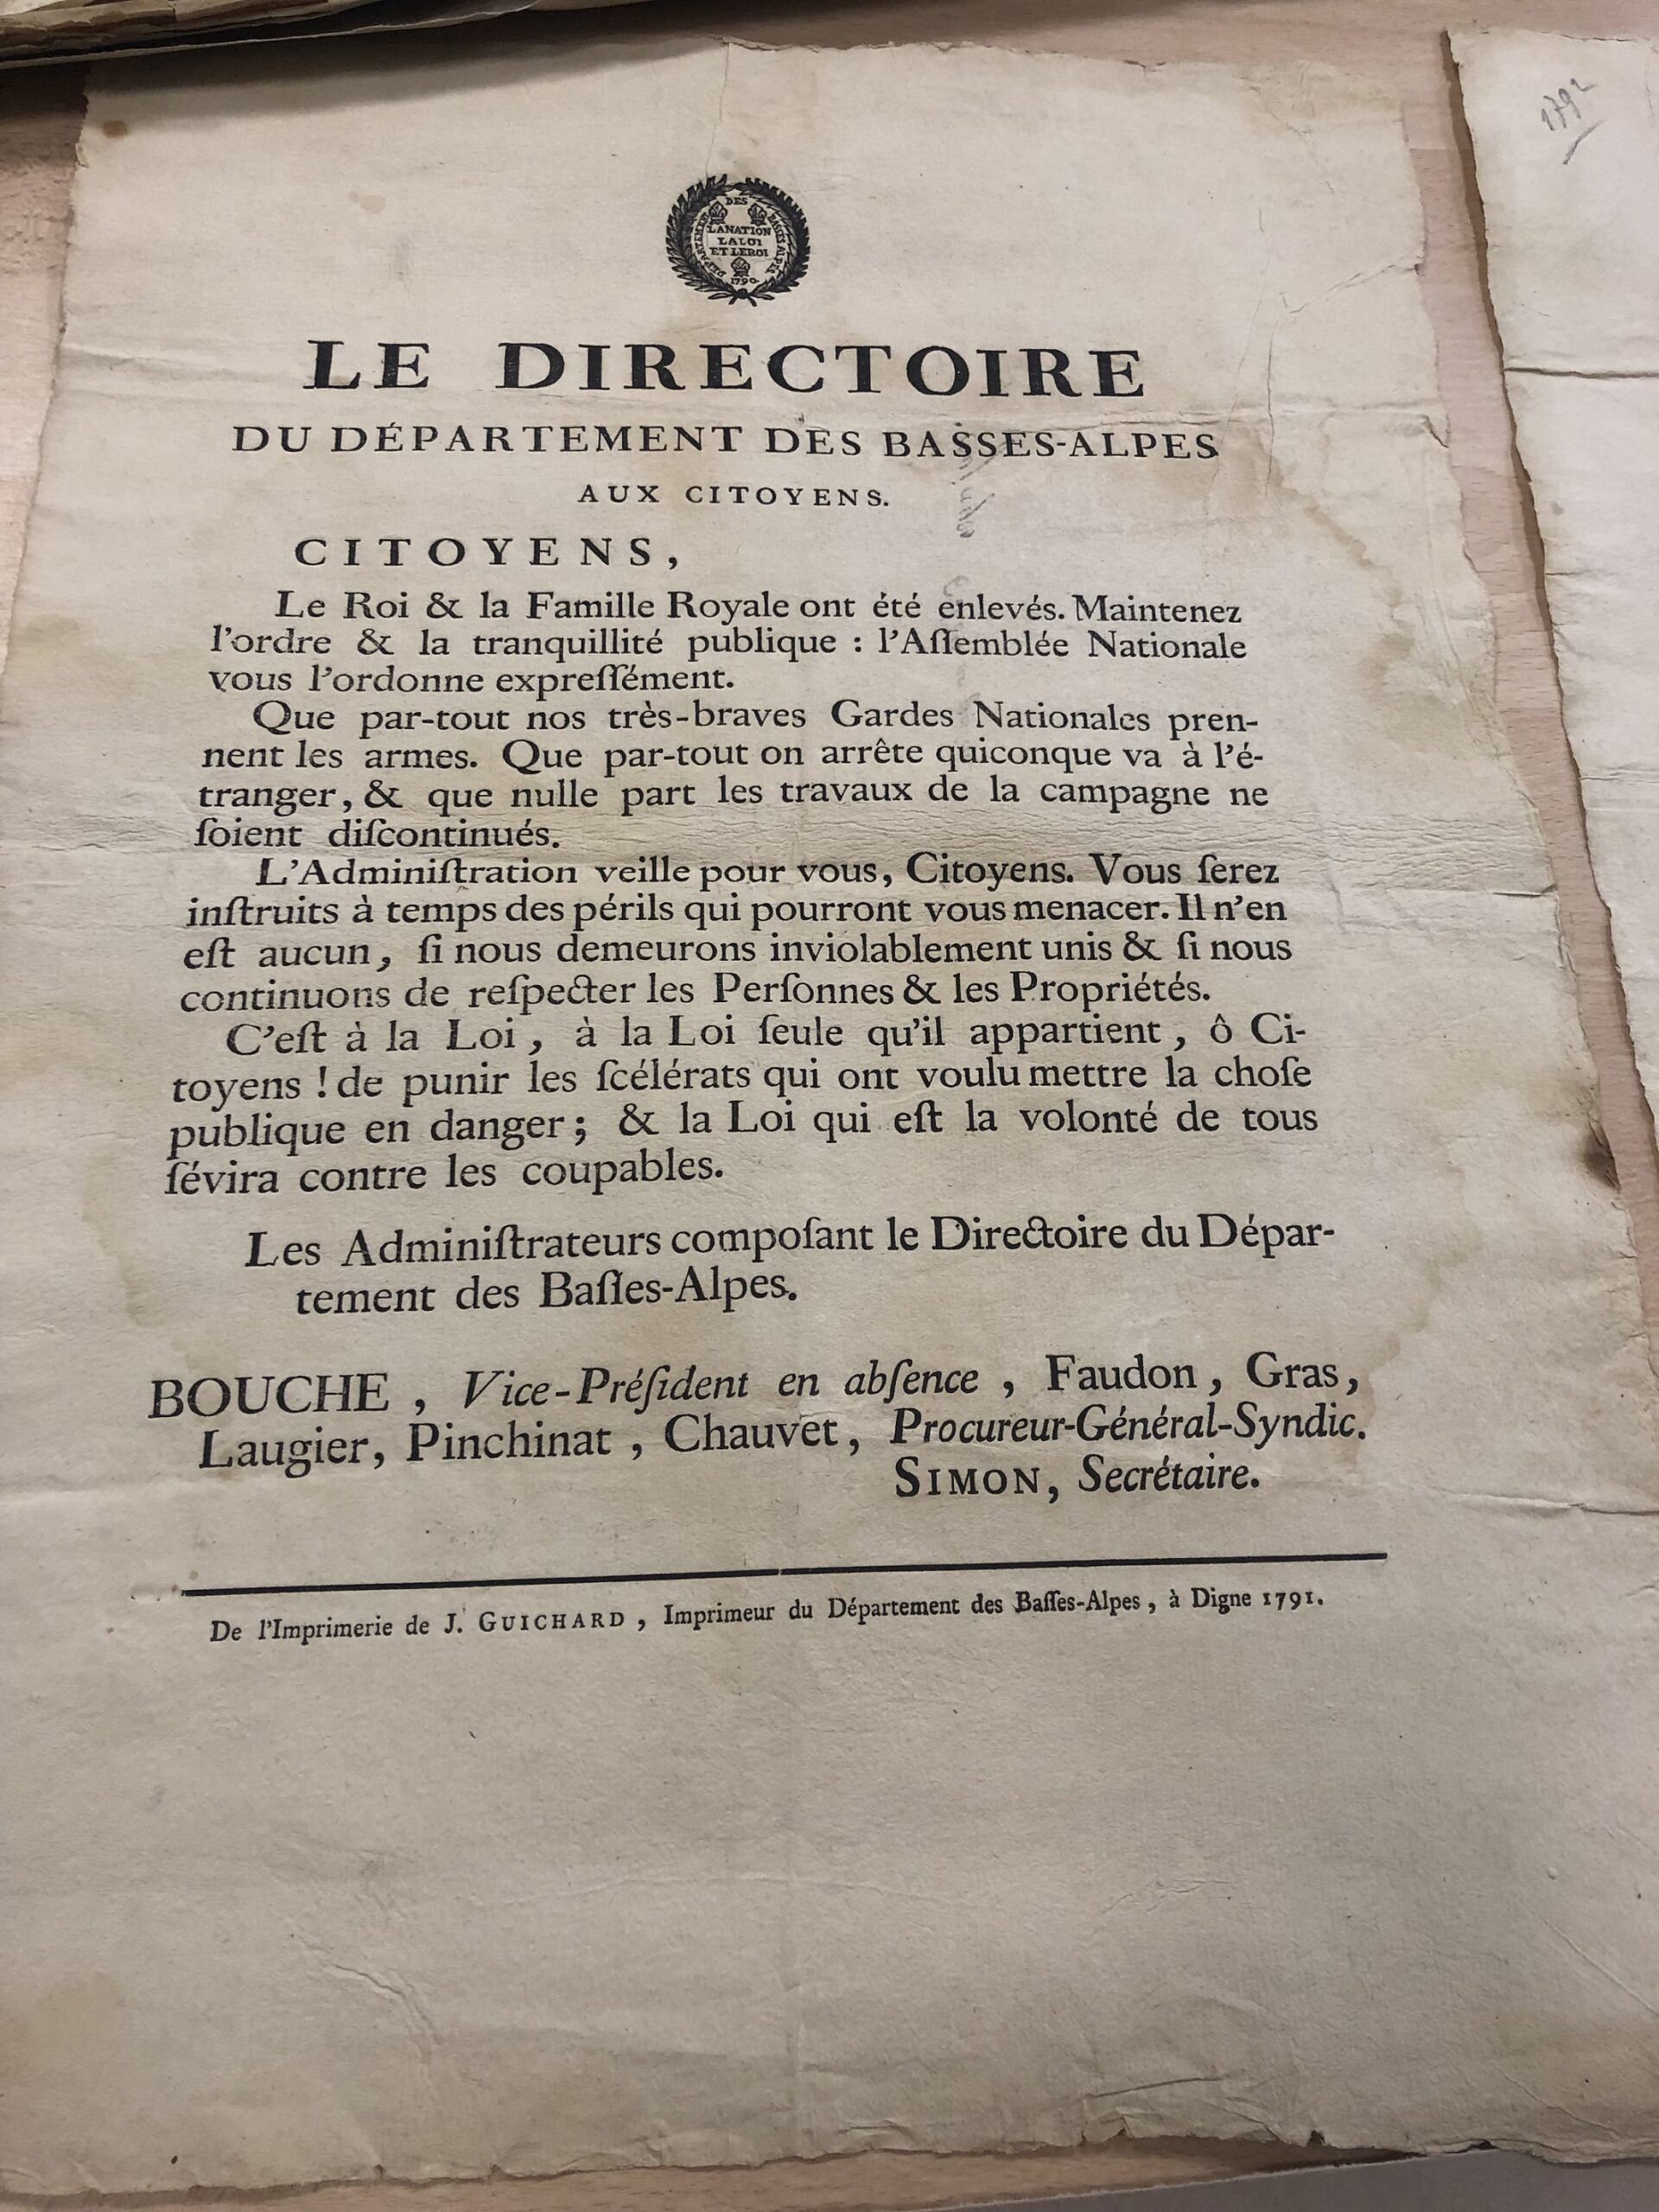 DÉPARTEMENT DES BASSES ALPES
LA NATION
LA LOI
ET LE ROI
1790.
1792
LE DIRECTOIRE
DU DÉPARTEMENT DES BASSES-ALPES
AUX CITOYENS.
CITOYENS,
Le Roi & la Famille Royale ont été enlevés. Maintenez
l'ordre & la tranquillité publique : l'Aſſemblée Nationale
vous l'ordonne expreſſément.
Que par-tout nos très-braves Gardes Nationales pren-
nent les armes. Que par-tout on arrête quiconque va à l'é-
tranger, & que nulle part les travaux de la campagne ne
ſoient diſcontinués.
L'Adminiſtration veille pour vous, Citoyens. Vous ſerez
inſtruits à temps des périls qui pourront vous menacer. Il n'en
eſt aucun, ſi nous demeurons inviolablement unis & ſi nous
continuons de reſpecter les Perſonnes & les Propriétés.
C'eſt à la Loi, à la Loi ſeule qu'il appartient, ô Ci-
toyens ! de punir les ſcélérats qui ont voulu mettre la choſe
publique en danger; & la Loi qui eſt la volonté de tous
ſévira contre les coupables.
Les Adminiſtrateurs compoſant le Directoire du Dépar-
tement des Baſſes-Alpes.
BOUCHE, Vice-Préſident en abſence, Faudon, Gras,
Laugier, Pinchinat, Chauvet, Procureur-Général-Syndic.
SIMON, Secrétaire.
De l'Imprimerie de J. GUICHARD, Imprimeur du Département des Baſſes-Alpes, à Digne 1791.